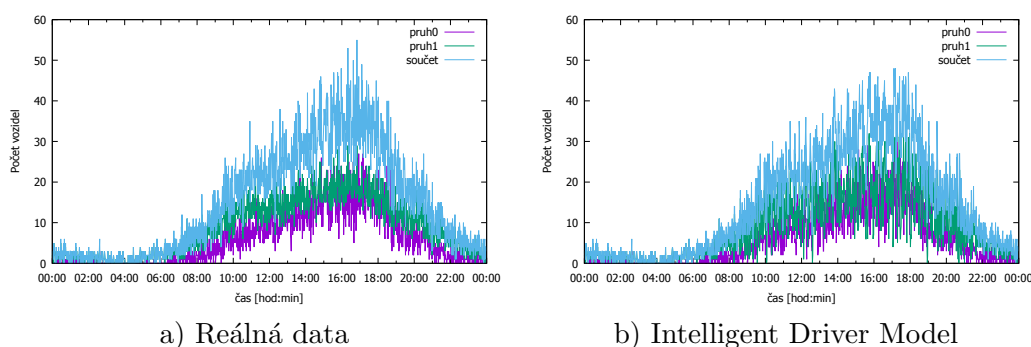 60
50
40
30
20
10
0
Počet vozidel
pruh0
pruh1
součet
00:00 02:00 04:00 06:00 08:00 10:00 12:00 14:00 16:00 18:00 20:00 22:00 00:00
čas [hod:min]
a) Reálná data
60
50
40
30
20
10
0
Počet vozidel
pruh0
pruh1
součet
00:00 02:00 04:00 06:00 08:00 10:00 12:00 14:00 16:00 18:00 20:00 22:00 00:00
čas [hod:min]
b) Intelligent Driver Model